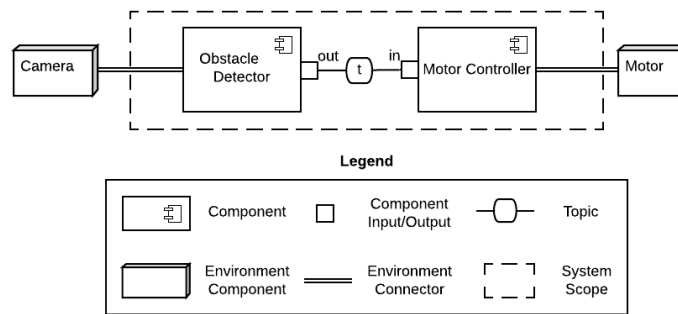 Camera
Obstacle
Detector
out
t
in
Motor Controller
Motor
Legend
Component
Component
Input/Output
Topic
Environment
Component
Environment
Connector
System
Scope